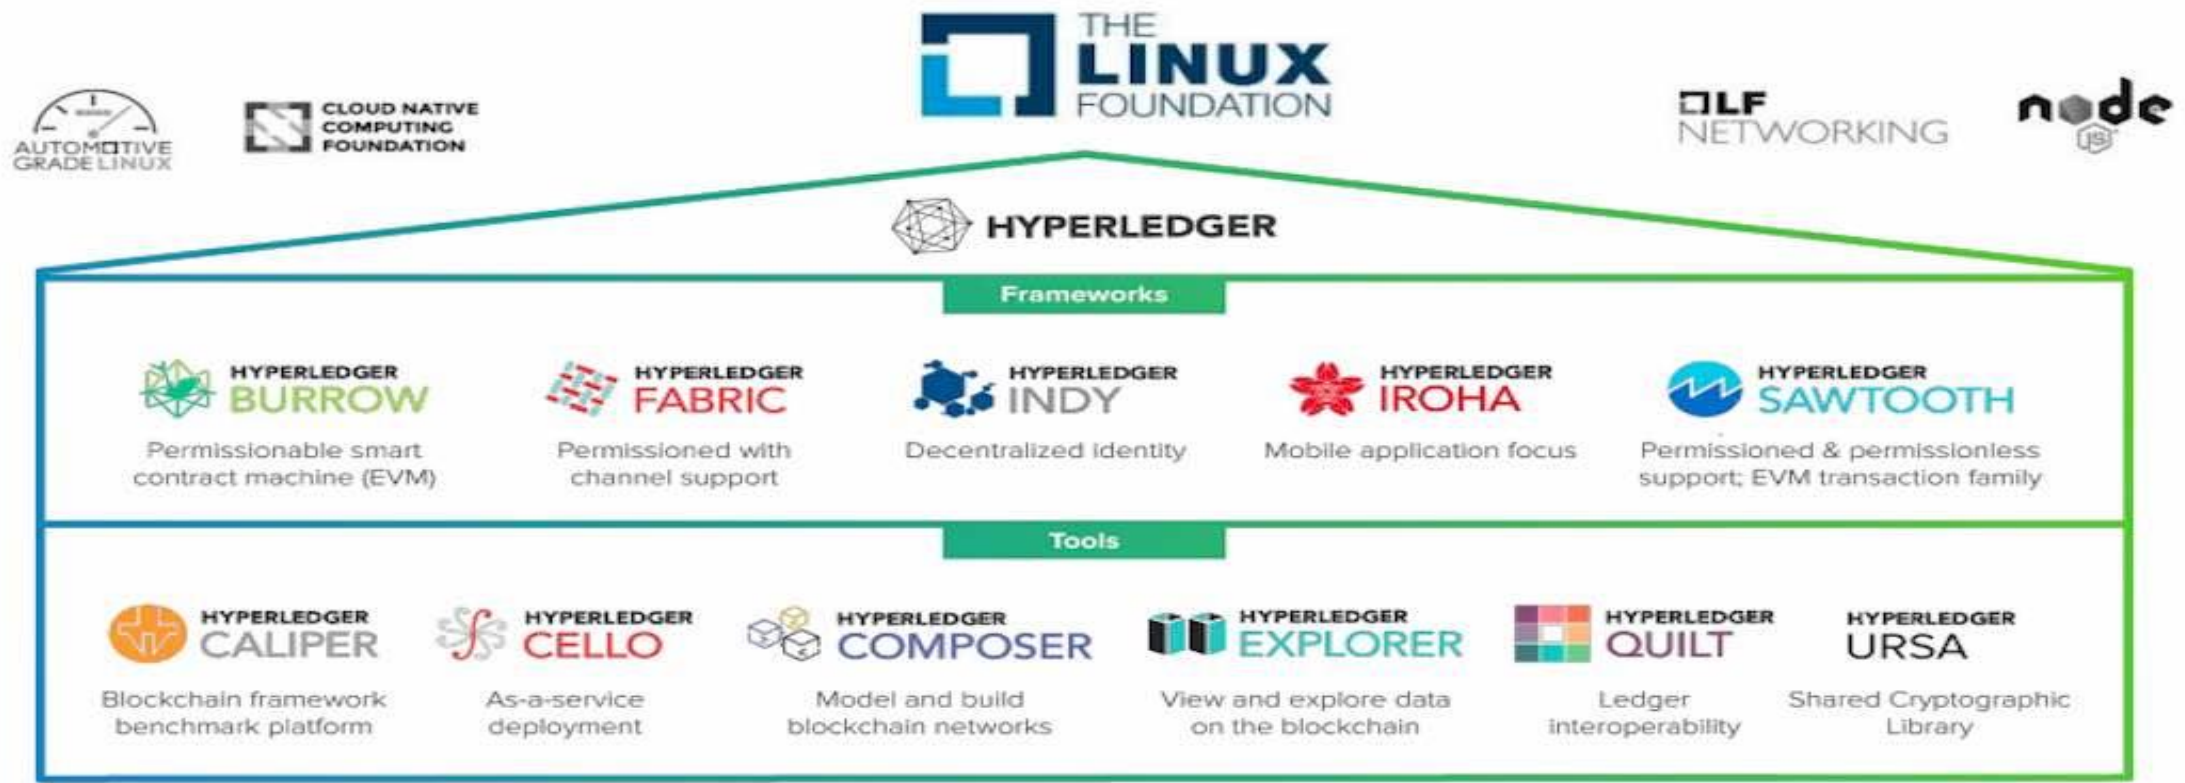 THE
LINUX
FOUNDATION
AUTOMOTIVE
GRADE LINUX
CLOUD NATIVE
COMPUTING
FOUNDATION
LF
NETWORKING
node
JS
HYPERLEDGER
Frameworks
HYPERLEDGER
BURROW
Permissionable smart
contract machine (EVM)
HYPERLEDGER
FABRIC
Permissioned with
channel support
HYPERLEDGER
INDY
Decentralized identity
HYPERLEDGER
IROHA
Mobile application focus
HYPERLEDGER
SAWTOOTH
Permissioned & permissionless
support; EVM transaction family
Tools
HYPERLEDGER
CALIPER
Blockchain framework
benchmark platform
HYPERLEDGER
CELLO
As-a-service
deployment
HYPERLEDGER
COMPOSER
Model and build
blockchain networks
HYPERLEDGER
EXPLORER
View and explore data
on the blockchain
HYPERLEDGER
QUILT
Ledger
interoperability
HYPERLEDGER
URSA
Shared Cryptographic
Library